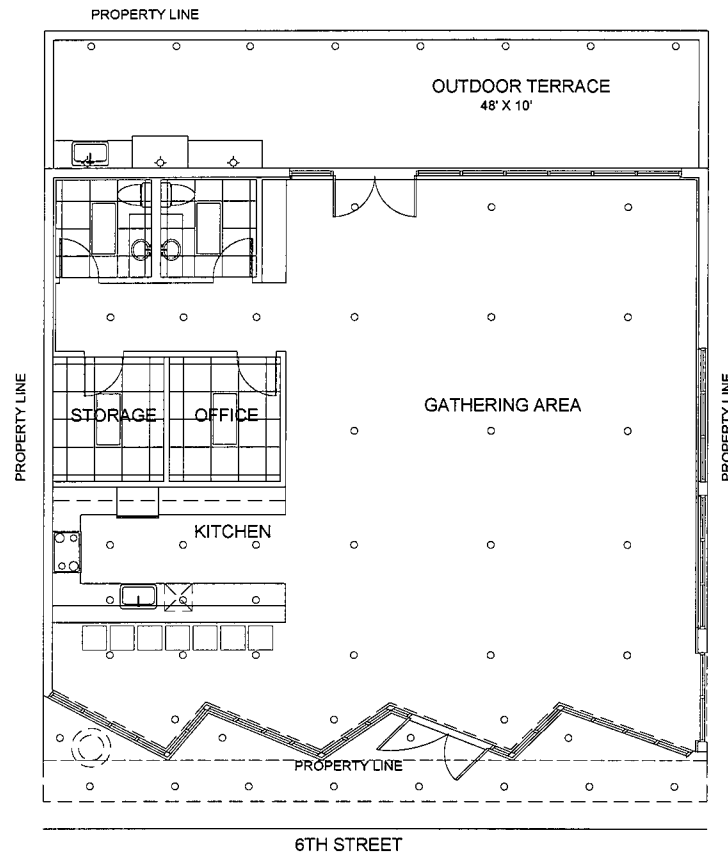 PROPERTY LINE
OUTDOOR TERRACE
48' X 10'
PROPERTY LINE
PROPERTY LINE
GATHERING AREA
STORAGE
OFFICE
KITCHEN
PROPERTY LINE
6TH STREET